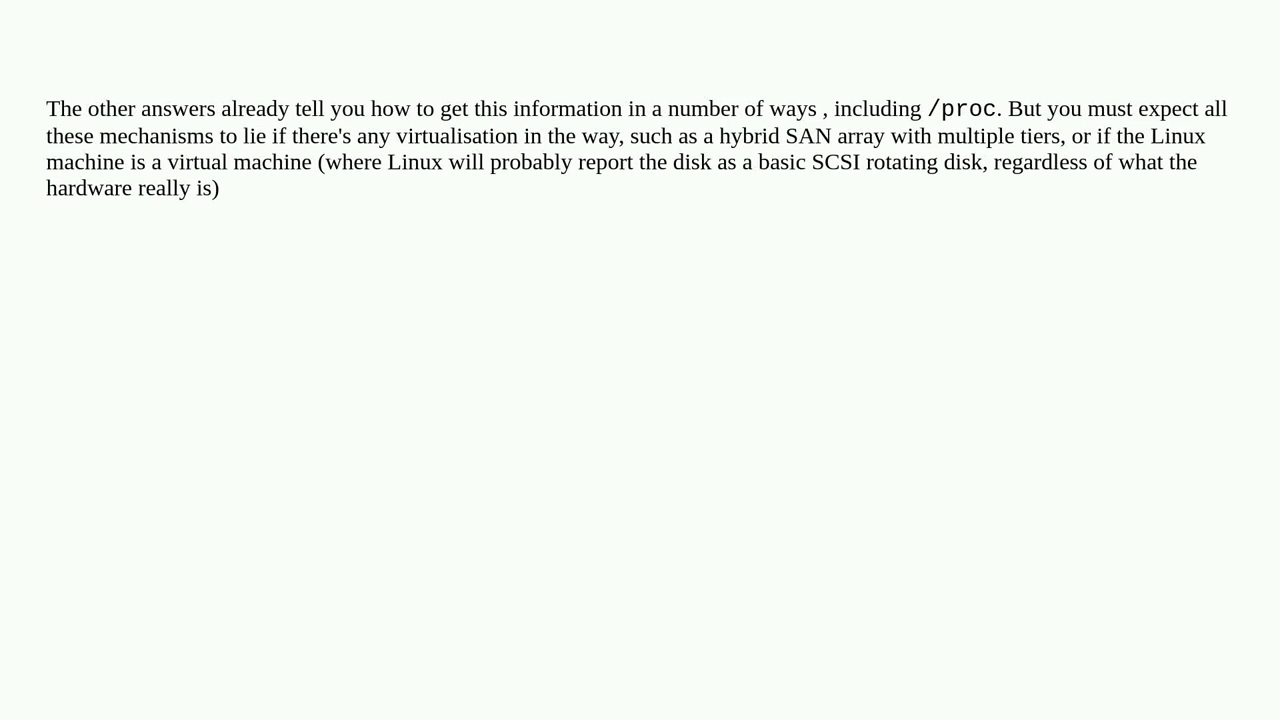 The other answers already tell you how to get this information in a number of ways , including /proc. But you must expect all
these mechanisms to lie if there's any virtualisation in the way, such as a hybrid SAN array with multiple tiers, or if the Linux
machine is a virtual machine (where Linux will probably report the disk as a basic SCSI rotating disk, regardless of what the
hardware really is)